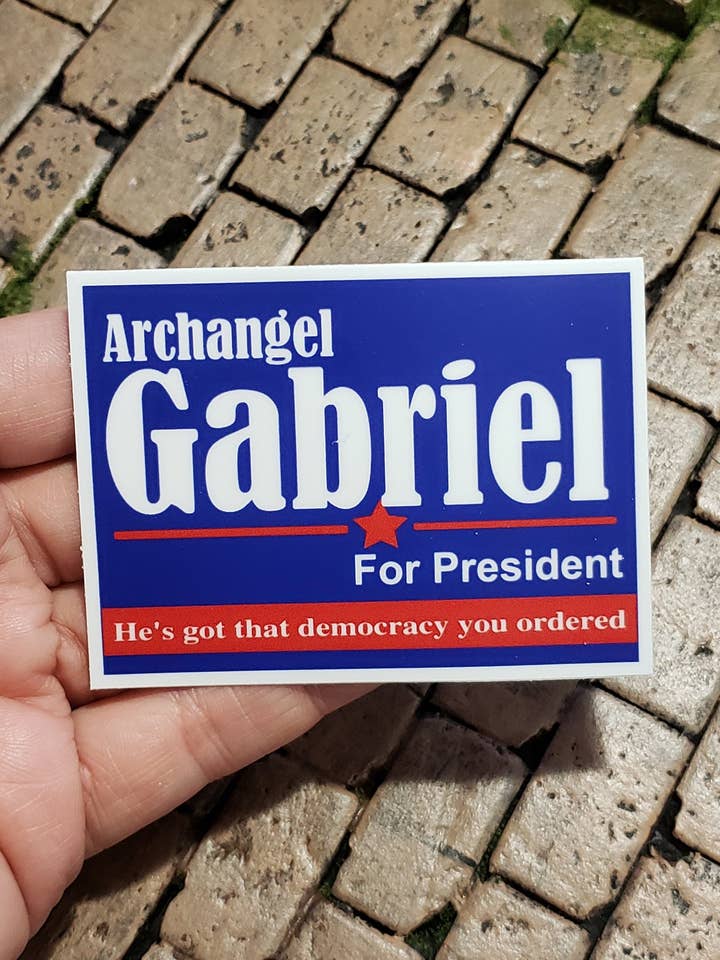 Archangel
Gabriel
For President
He's got that democracy you ordered